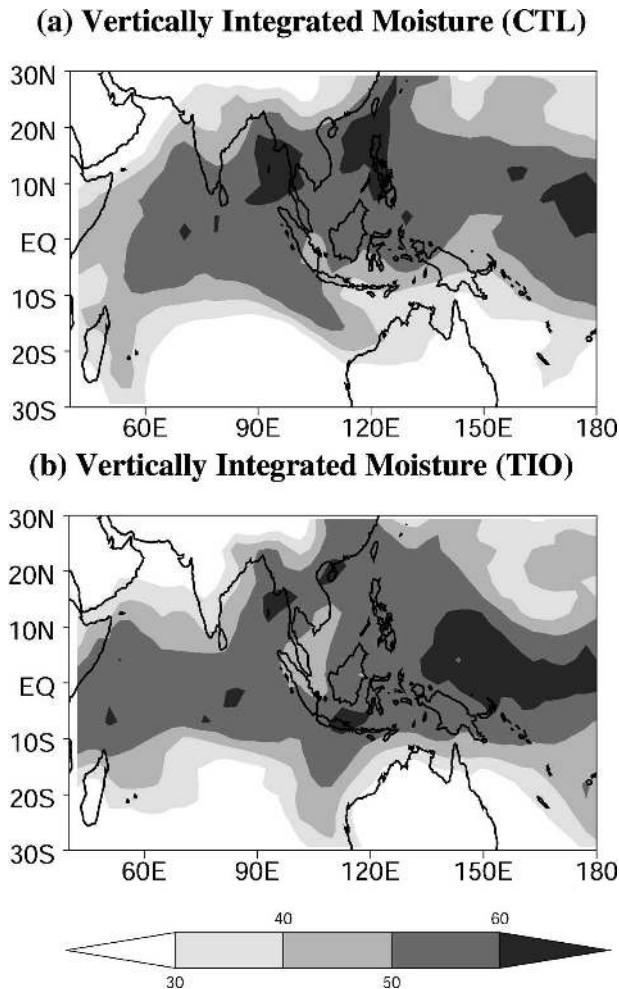 (a) Vertically Integrated Moisture (CTL)
30N
20N
10N
EQ
10S
20S
30S
60E 90E 120E 150E 180
(b) Vertically Integrated Moisture (TIO)
30N
20N
10N
EQ
10S
20S
30S
60E 90E 120E 150E 180
40 60
30 50